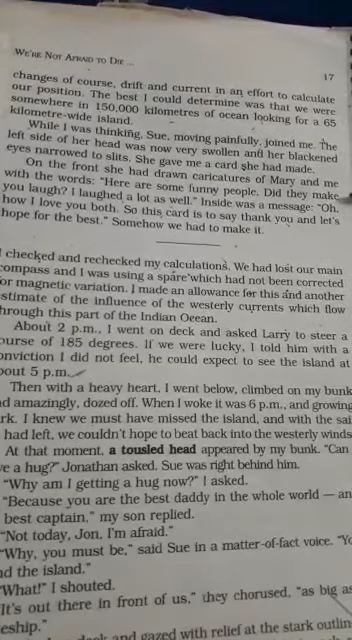 WE'RE NOT AFRAID TO DIE ...
17
changes of course, drift and current in an effort to calculate
our position. The best I could determine was that we were
somewhere in 150,000 kilometres of ocean looking for a 65
kilometre-wide island.
While I was thinking, Sue, moving painfully, joined me. The
left side of her head was now very swollen and her blackened
eyes narrowed to slits. She gave me a card she had made.
On the front she had drawn caricatures of Mary and me
with the words: "Here are some funny people. Did they make
you laugh? I laughed a lot as well." Inside was a message: "Oh,
how I love you both. So this card is to say thank you and let's
hope for the best." Somehow we had to make it.
I checked and rechecked my calculations. We had lost our main
compass and I was using a spare which had not been corrected
for magnetic variation. I made an allowance for this and another
estimate of the influence of the westerly currents which flow
through this part of the Indian Ocean.
About 2 p.m., I went on deck and asked Larry to steer a
course of 185 degrees. If we were lucky, I told him with a
conviction I did not feel, he could expect to see the island at
about 5 p.m.
Then with a heavy heart, I went below, climbed on my bunk
nd amazingly, dozed off. When I woke it was 6 p.m., and growing
rk. I knew we must have missed the island, and with the sai
had left, we couldn't hope to beat back into the westerly winds
At that moment, a tousled head appeared by my bunk. "Can
ve a hug?" Jonathan asked. Sue was right behind him.
"Why am I getting a hug now?" I asked.
"Because you are the best daddy in the whole world — an
best captain," my son replied.
"Not today, Jon, I'm afraid."
"Why, you must be," said Sue in a matter-of-fact voice. "Yo
nd the island."
"What!" I shouted.
"It's out there in front of us," they chorused, "as big as
eship."
deck and gazed with relief at the stark outlin